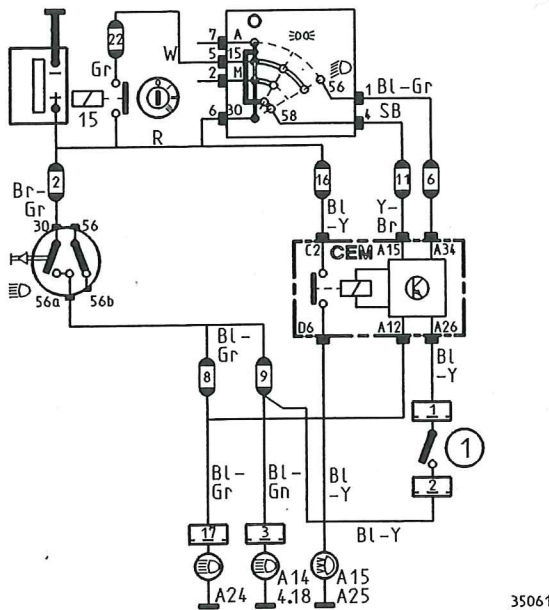 7 A
22
5 15
W
Gr
2 M
56
1 Bl-Gr
15
6 30
58
4 SB
R
2
Br-
Gr
16
11
6
Bl
-Y
Y-
Br
30 56
C2 CEM A15 A34
56a 56b
D6 A12 A26
Bl-
Gr
Bl
-Y
8
9
1
1
2
Bl-
Gr
Bl-
Gn
Bl
-Y
Bl-Y
17
3
A24
A14
4.18
A15
A25
35061